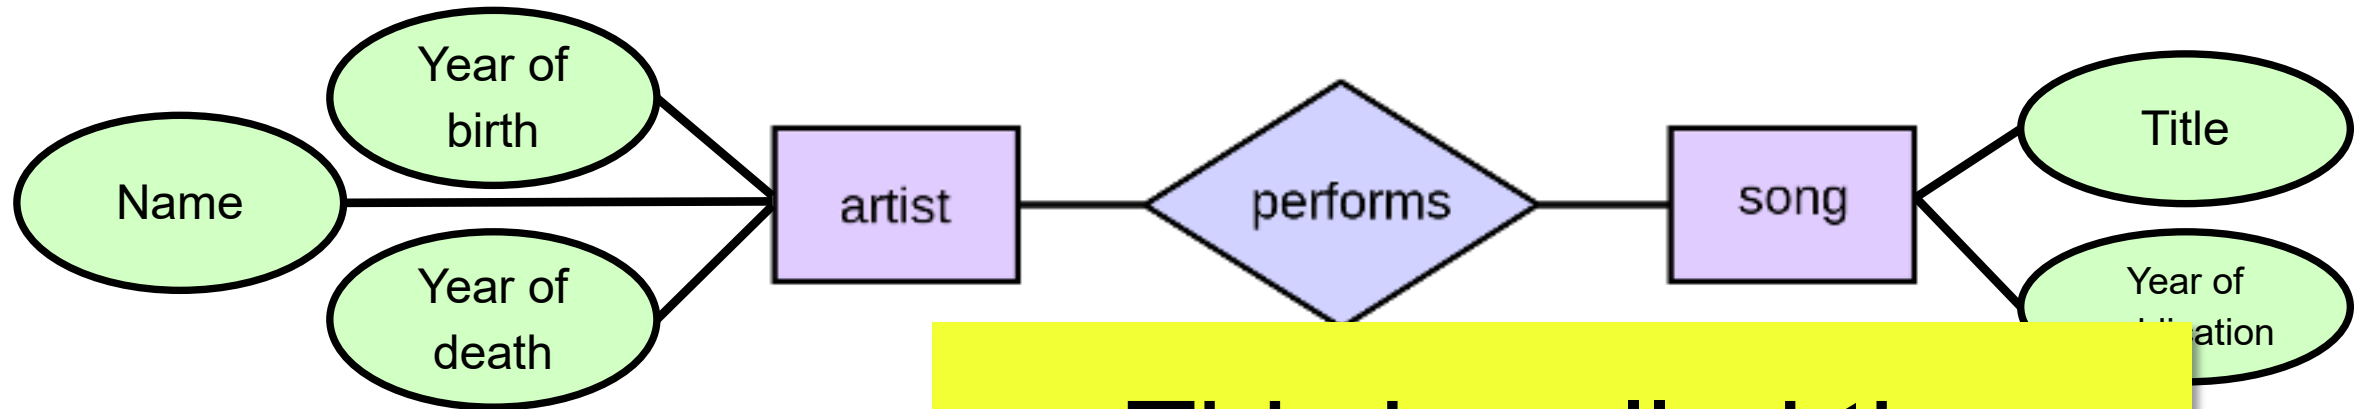 Year of
birth
Name
Year of
death
artist
performs
song
Title
Year of